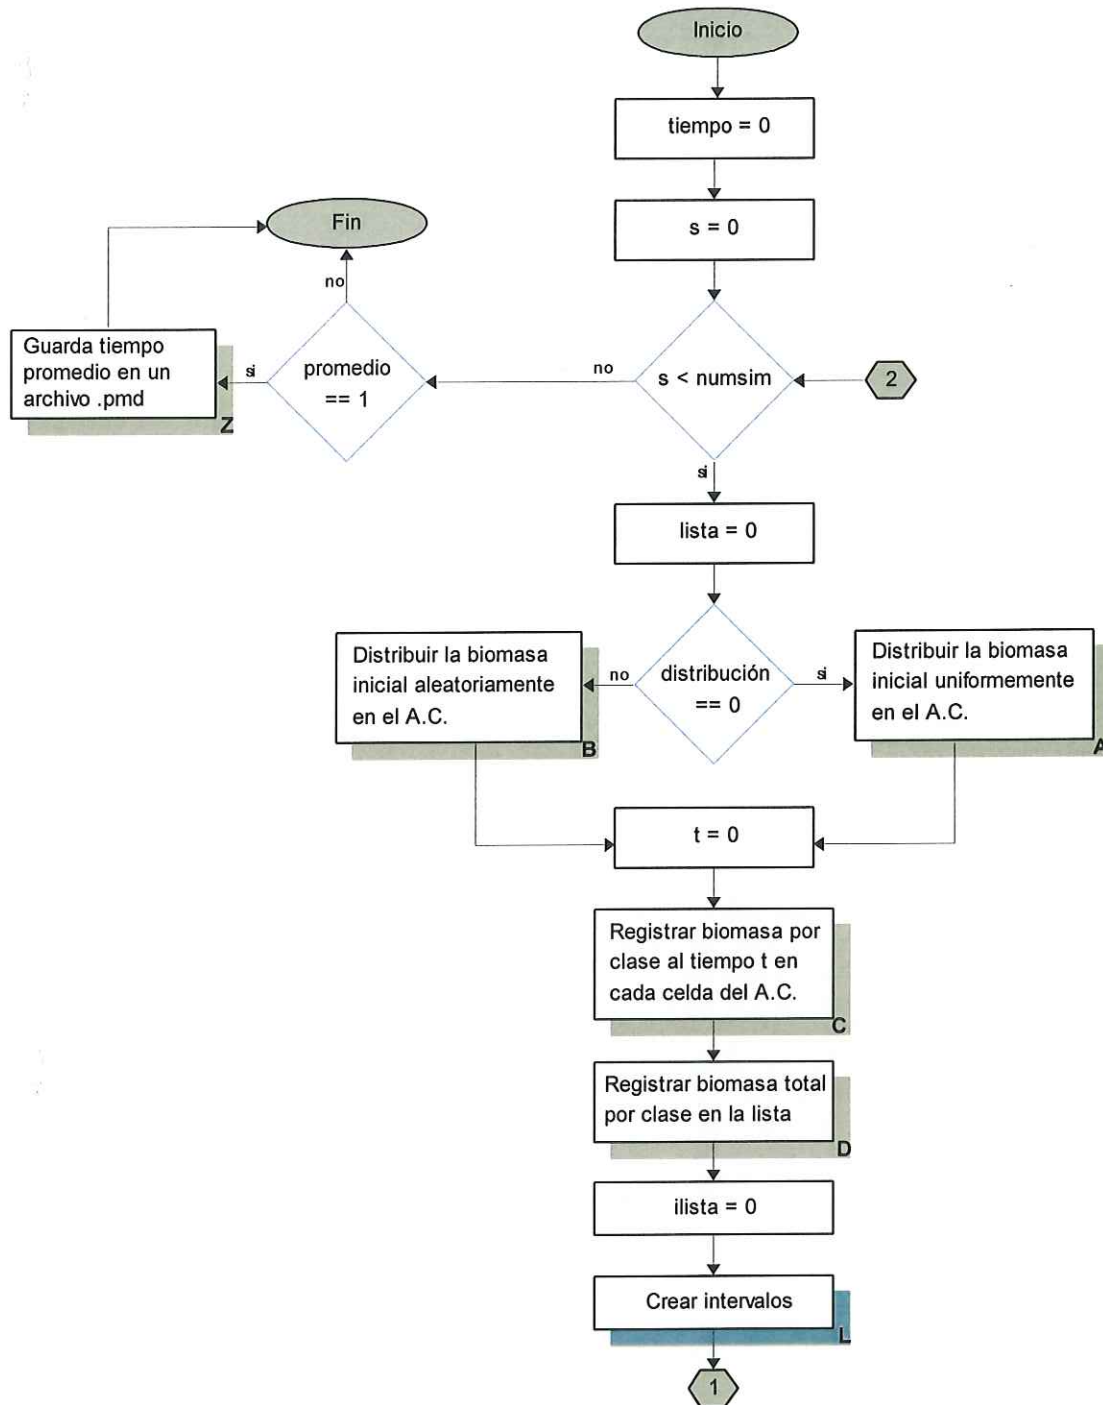 Inicio
tiempo = 0
s = 0
Fin
no
Guarda tiempo
promedio en un
archivo .pmd
Z
si
promedio
== 1
no
s < numsim
2
si
lista = 0
Distribuir la biomasa
inicial aleatoriamente
en el A.C.
B
no
distribución
== 0
si
Distribuir la biomasa
inicial uniformemente
en el A.C.
A
t = 0
Registrar biomasa por
clase al tiempo t en
cada celda del A.C.
C
Registrar biomasa total
por clase en la lista
D
ilista = 0
Crear intervalos
L
1